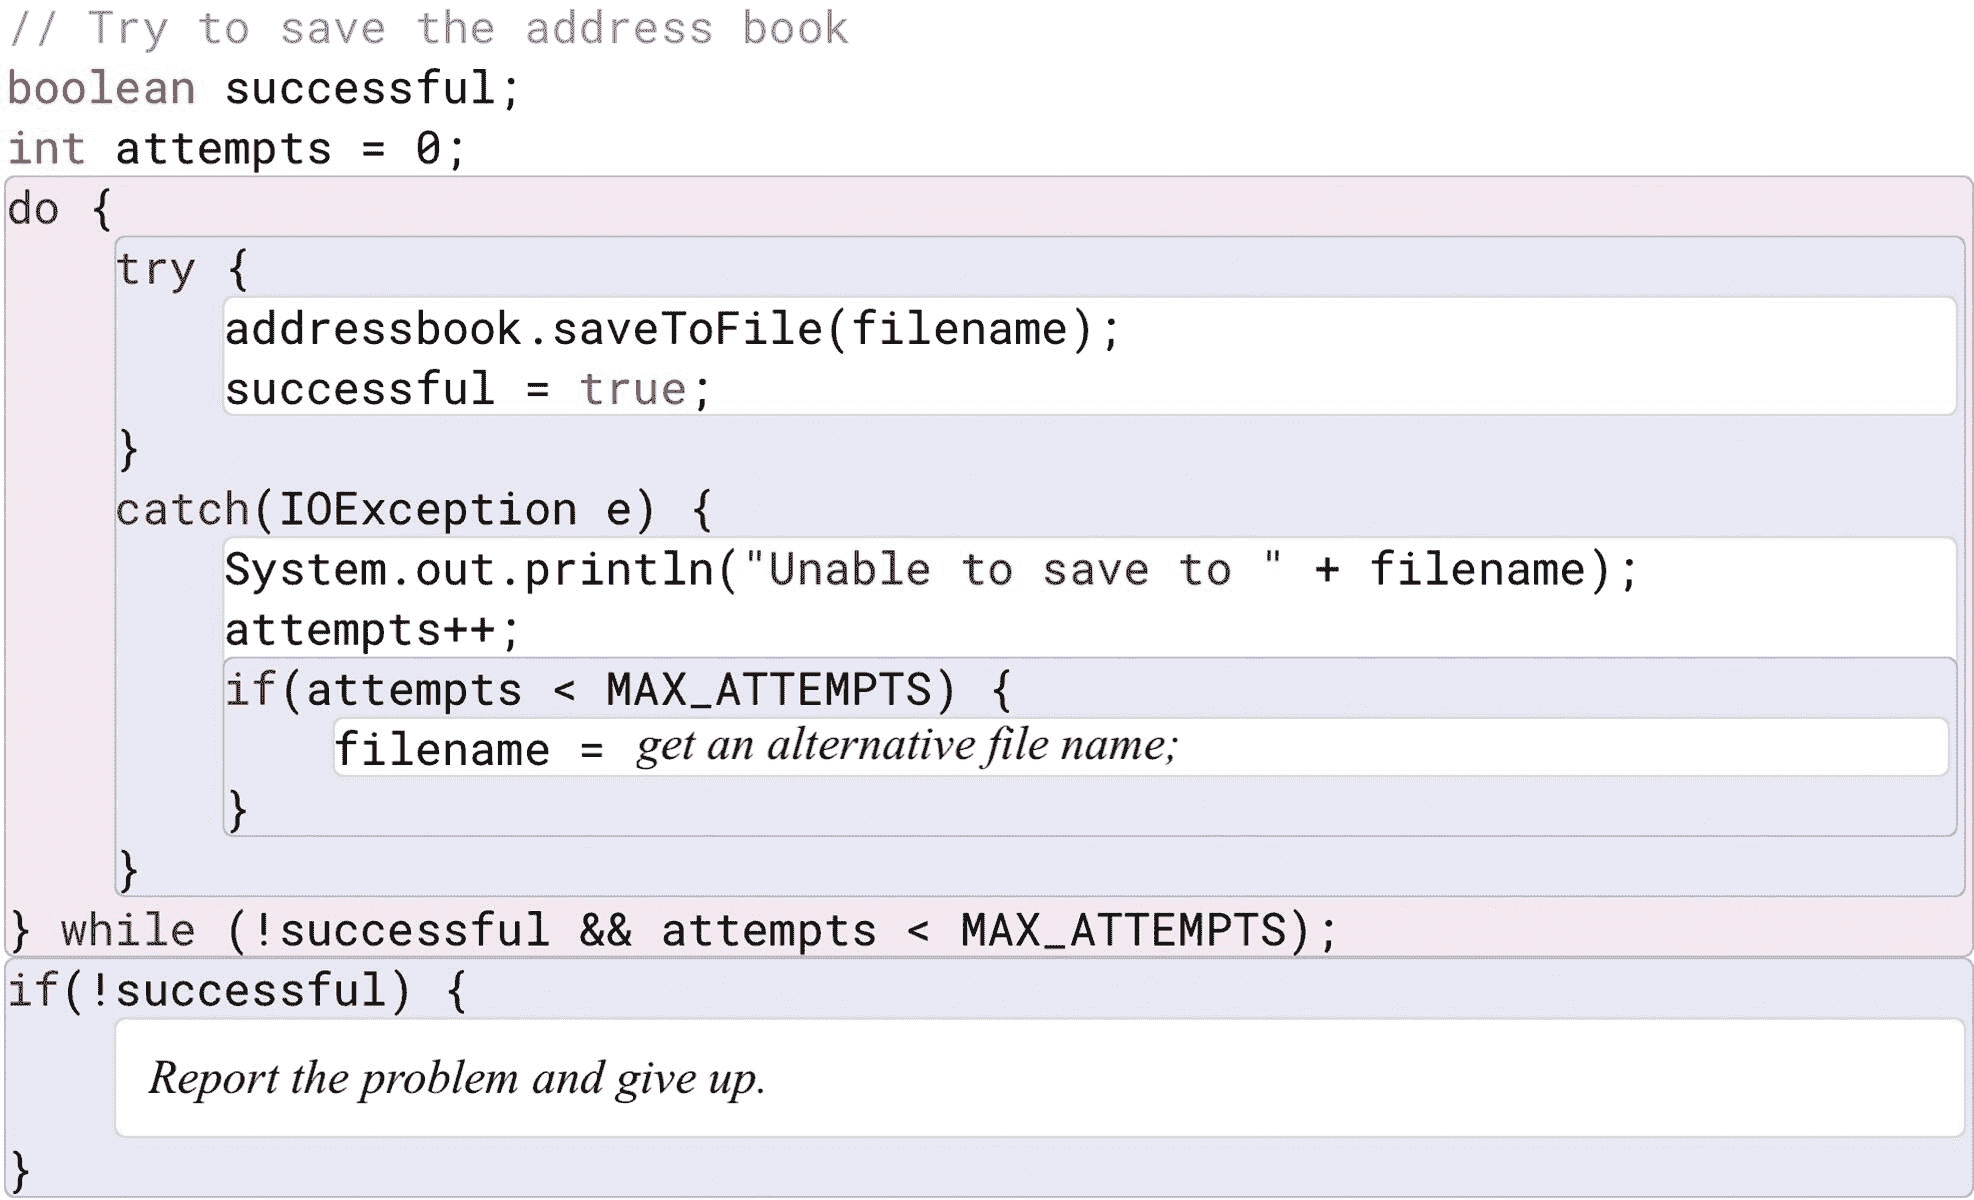 // Try to save the address book
boolean successful;
int attempts = 0;
do {
    try {
        addressbook.saveToFile(filename);
        successful = true;
    }
    catch(IOException e) {
        System.out.println("Unable to save to " + filename);
        attempts++;
        if(attempts < MAX_ATTEMPTS) {
            filename = get an alternative file name;
        }
    }
} while (!successful && attempts < MAX_ATTEMPTS);
if(!successful) {
    Report the problem and give up.
}